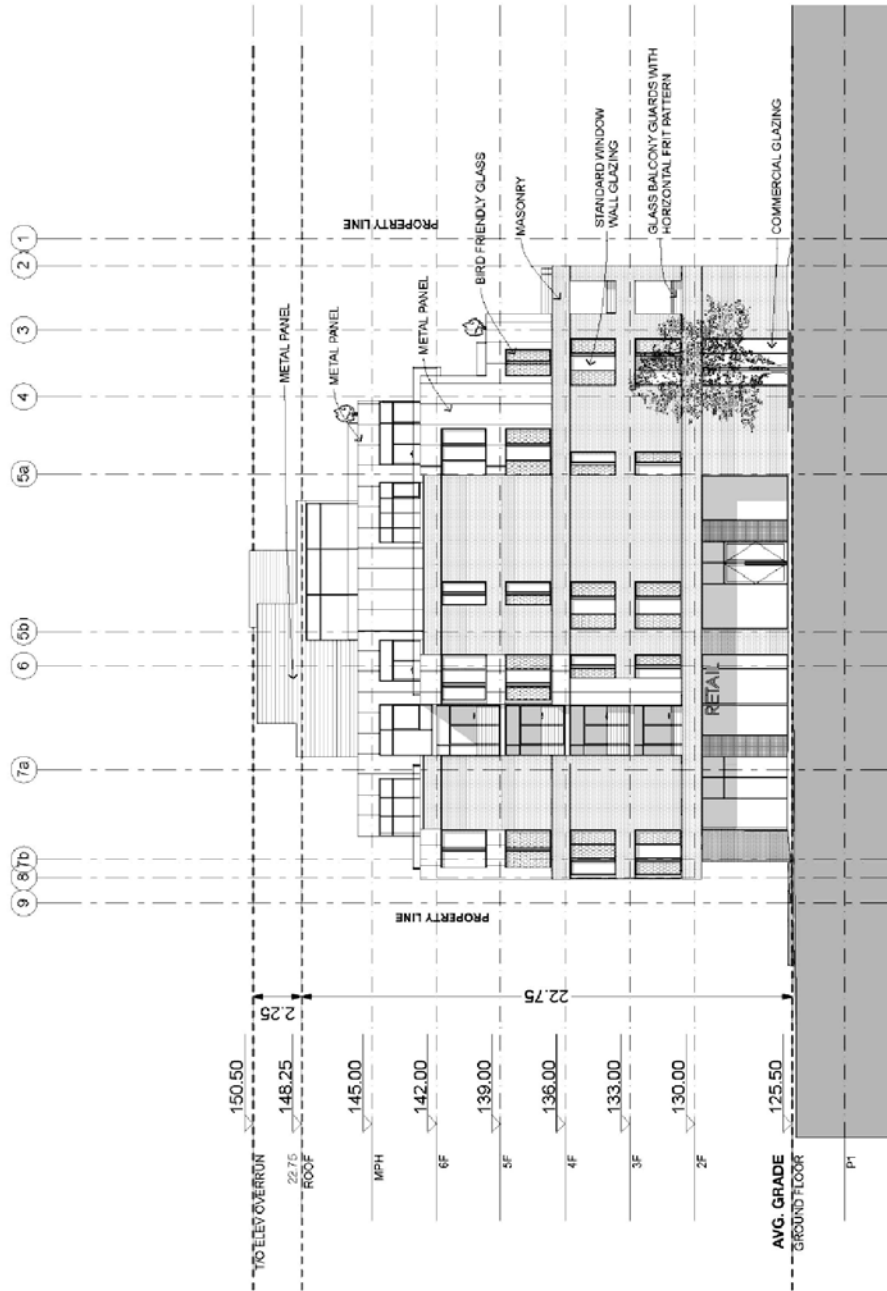 9
8
7b
7a
6
5b
5a
4
3
2
1
T/O ELEV OVERRUN
150.50
22.75
ROOF
148.25
MPH
145.00
6F
142.00
5F
139.00
4F
136.00
3F
133.00
2F
130.00
AVG. GRADE
125.50
GROUND FLOOR
P1
2.25
22.75
PROPERTY LINE
PROPERTY LINE
RETAIL
METAL PANEL
METAL PANEL
METAL PANEL
BIRD FRIENDLY GLASS
MASONRY
STANDARD WINDOW
WALL GLAZING
GLASS BALCONY GUARDS WITH
HORIZONTAL FRIT PATTERN
COMMERCIAL GLAZING